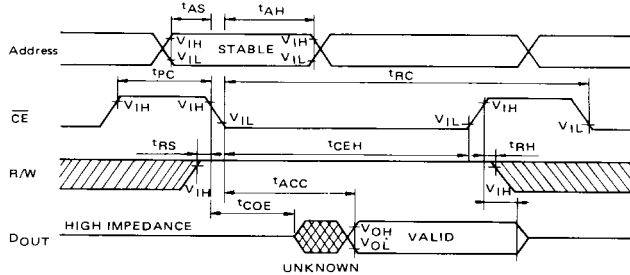 tAS tAH
Address VIH STABLE VIH
VIL VIL
tPC tRC
CE VIH VIH VIL VIH VIL
tRS tCEH tRH
R/W VIH VIH
tACC
tCOE
DOUT HIGH IMPEDANCE VOH VALID
VOL
UNKNOWN